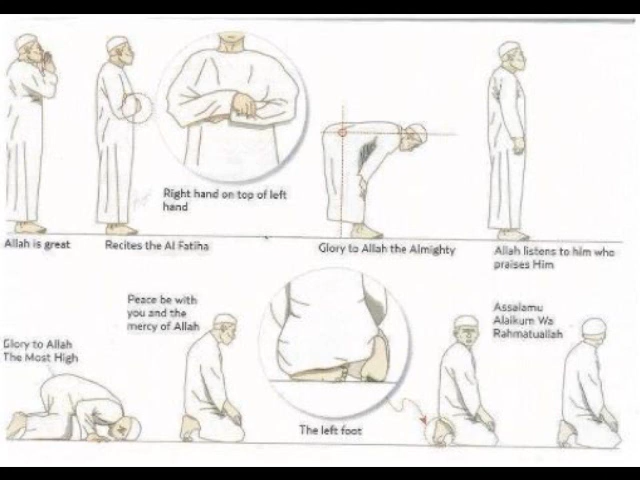 Right hand on top of left
hand
Allah is great
Recites the Al Fatiha
Glory to Allah the Almighty
Allah listens to him who
praises Him
Peace be with
you and the
mercy of Allah
Glory to Allah
The Most High
The left foot
Assalamu
Alaikum Wa
Rahmatuallah